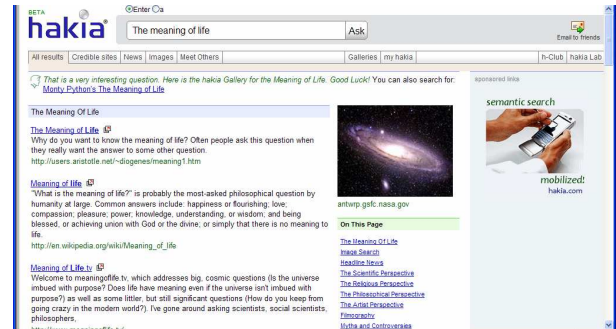 BETA
Enter a
hakia
The meaning of life
Ask
Email to friends
All results Credible sites News Images Meet Others Galleries my hakia h-Club hakia Lab
That is a very interesting question. Here is the hakia Gallery for the Meaning of Life. Good Luck! You can also search for:
Monty Python's The Meaning of Life
sponsored links
The Meaning Of Life
The Meaning of Life
Why do you want to know the meaning of life? Often people ask this question when
they really want the answer to some other question.
http://users.aristotle.net/~diogenes/meaning1.htm
Meaning of life
"What is the meaning of life?" is probably the most-asked philosophical question by
humanity at large. Common answers include: happiness or flourishing; love;
compassion; pleasure; power; knowledge, understanding, or wisdom; and being
blessed, or achieving union with God or the divine; or simply that there is no meaning to
life.
http://en.wikipedia.org/wiki/Meaning_of_life
Meaning of Life.tv
Welcome to meaningoflife.tv, which addresses big, cosmic questions (Is the universe
imbued with purpose? Does life have meaning even if the universe isn't imbued with
purpose?) as well as some littler, but still significant questions (How do you keep from
going crazy in the modern world?). I've gone around asking scientists, social scientists,
philosophers,
antwrp.gsfc.nasa.gov
On This Page
The Meaning Of Life
Image Search
Headline News
The Scientific Perspective
The Religious Perspective
The Philosophical Perspective
The Artist Perspective
Filmography
Myths and Controversies
semantic search
mobilized!
hakia.com